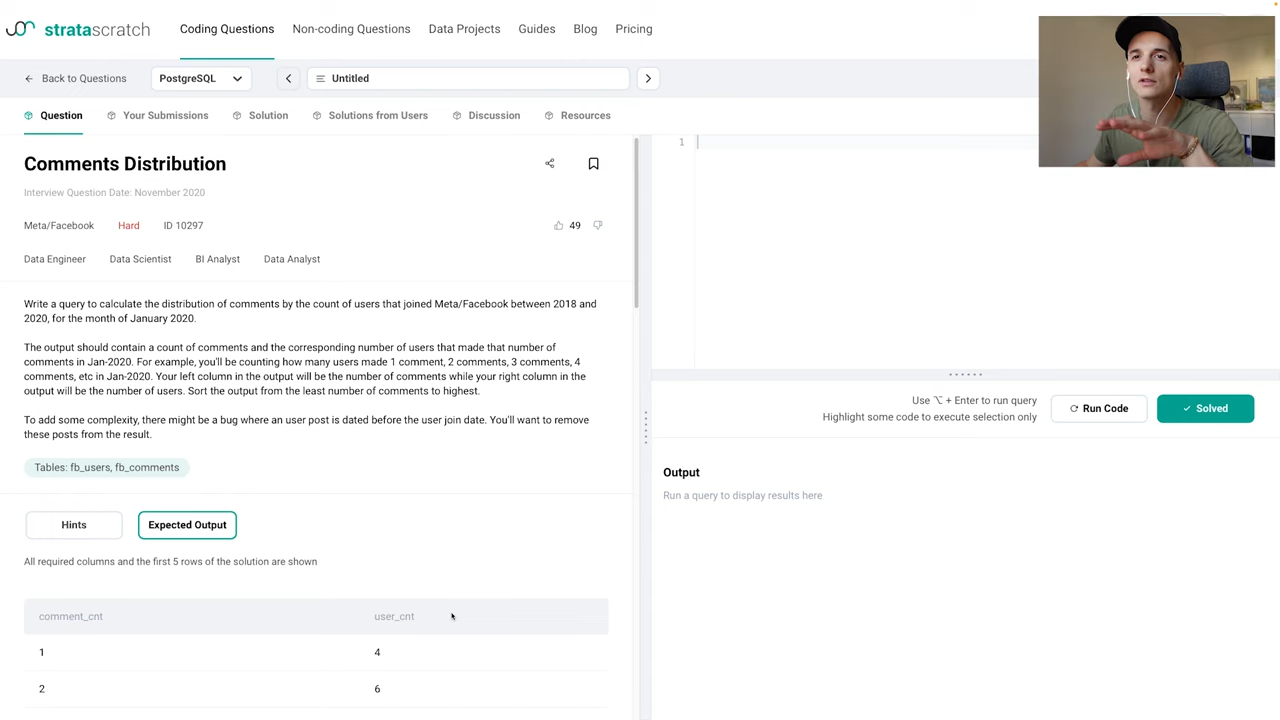 stratascratch
Coding Questions
Non-coding Questions
Data Projects
Guides
Blog
Pricing
Back to Questions
PostgreSQL
Untitled
Question
Your Submissions
Solution
Solutions from Users
Discussion
Resources
Comments Distribution
Interview Question Date: November 2020
Meta/Facebook
Hard
ID 10297
49
Data Engineer
Data Scientist
BI Analyst
Data Analyst
Write a query to calculate the distribution of comments by the count of users that joined Meta/Facebook between 2018 and
2020, for the month of January 2020.
The output should contain a count of comments and the corresponding number of users that made that number of
comments in Jan-2020. For example, you'll be counting how many users made 1 comment, 2 comments, 3 comments, 4
comments, etc in Jan-2020. Your left column in the output will be the number of comments while your right column in the
output will be the number of users. Sort the output from the least number of comments to highest.
To add some complexity, there might be a bug where an user post is dated before the user join date. You'll want to remove
these posts from the result.
Tables: fb_users, fb_comments
Hints
Expected Output
All required columns and the first 5 rows of the solution are shown
comment_cnt
user_cnt
1
4
2
6
1
Use ⌥ + Enter to run query
Highlight some code to execute selection only
Run Code
Solved
Output
Run a query to display results here